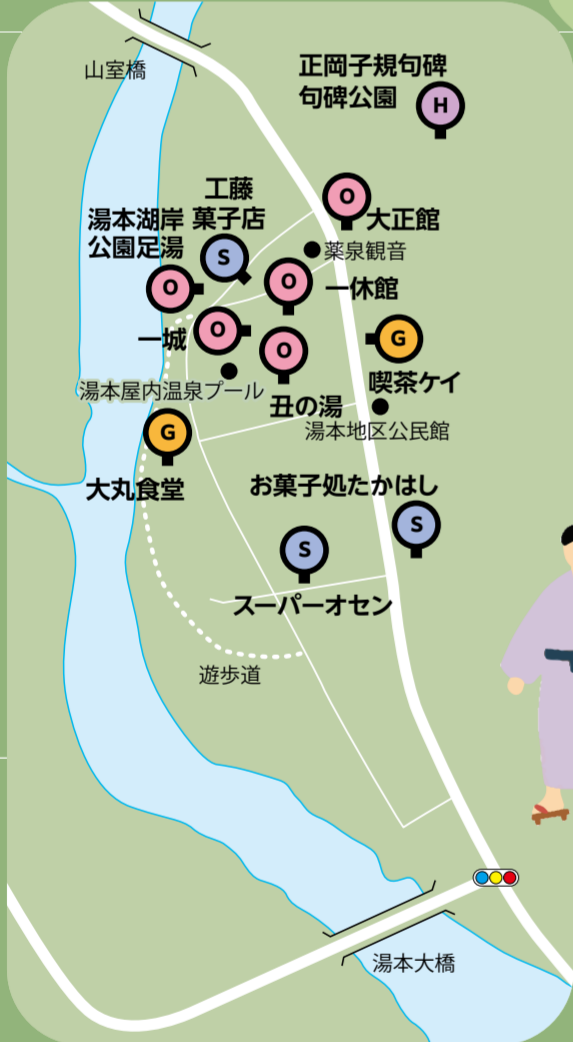 山室橋
正岡子規句碑
句碑公園
H
工藤
菓子店
S
O
大正館
湯本湖岸
公園足湯
O
薬泉観音
O
一休館
一城
O
O
丑の湯
G
喫茶ケイ
湯本屋内温泉プール
湯本地区公民館
G
大丸食堂
お菓子処たかはし
S
S
スーパーオセン
遊歩道
湯本大橋